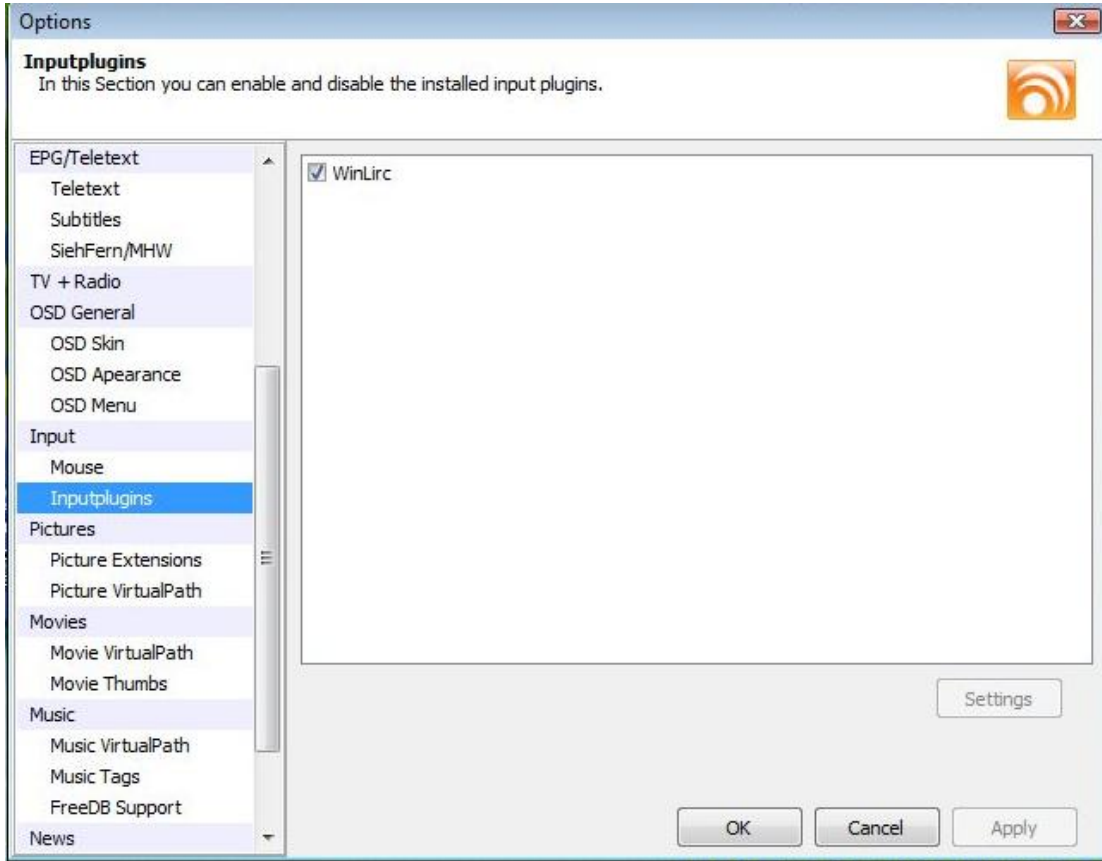 Options
Inputplugins
In this Section you can enable and disable the installed input plugins.
EPG/Teletext
Teletext
Subtitles
SiehFern/MHW
TV + Radio
OSD General
OSD Skin
OSD Apearance
OSD Menu
Input
Mouse
Inputplugins
Pictures
Picture Extensions
Picture VirtualPath
Movies
Movie VirtualPath
Movie Thumbs
Music
Music VirtualPath
Music Tags
FreeDB Support
News
WinLirc
Settings
OK Cancel Apply